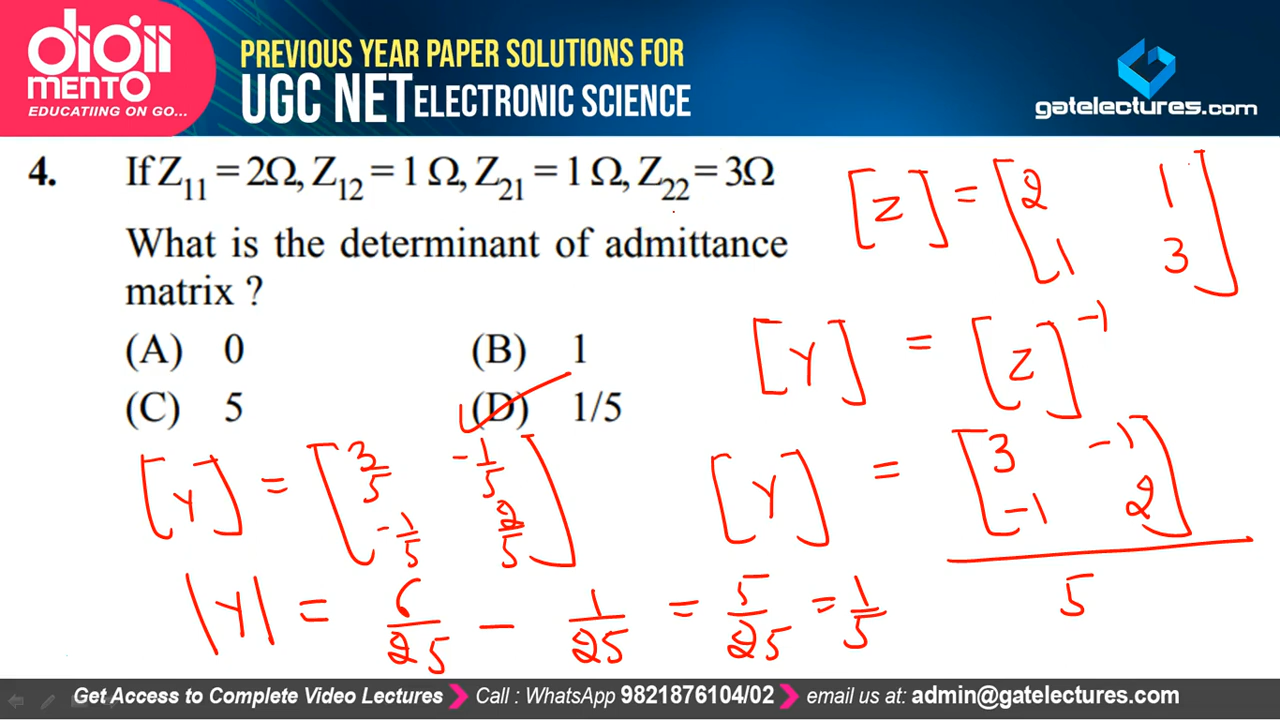 digii
MENTO
EDUCATIING ON GO...
PREVIOUS YEAR PAPER SOLUTIONS FOR
UGC NET ELECTRONIC SCIENCE
gatelectures.com
4. If Z₁₁ = 2Ω, Z₁₂ = 1 Ω, Z₂₁ = 1 Ω, Z₂₂ = 3Ω
What is the determinant of admittance
matrix ?
(A) 0 (B) 1
(C) 5 (D) 1/5
[Z] = [2 1
1 3]
[Y] = [Z]⁻¹
[Y] = [3 -1
-1 2]
5
[Y] = [3/5 -1/5
-1/5 2/5]
|Y| = 6/25 - 1/25 = 5/25 = 1/5
Get Access to Complete Video Lectures Call : WhatsApp 9821876104/02 email us at: admin@gatelectures.com